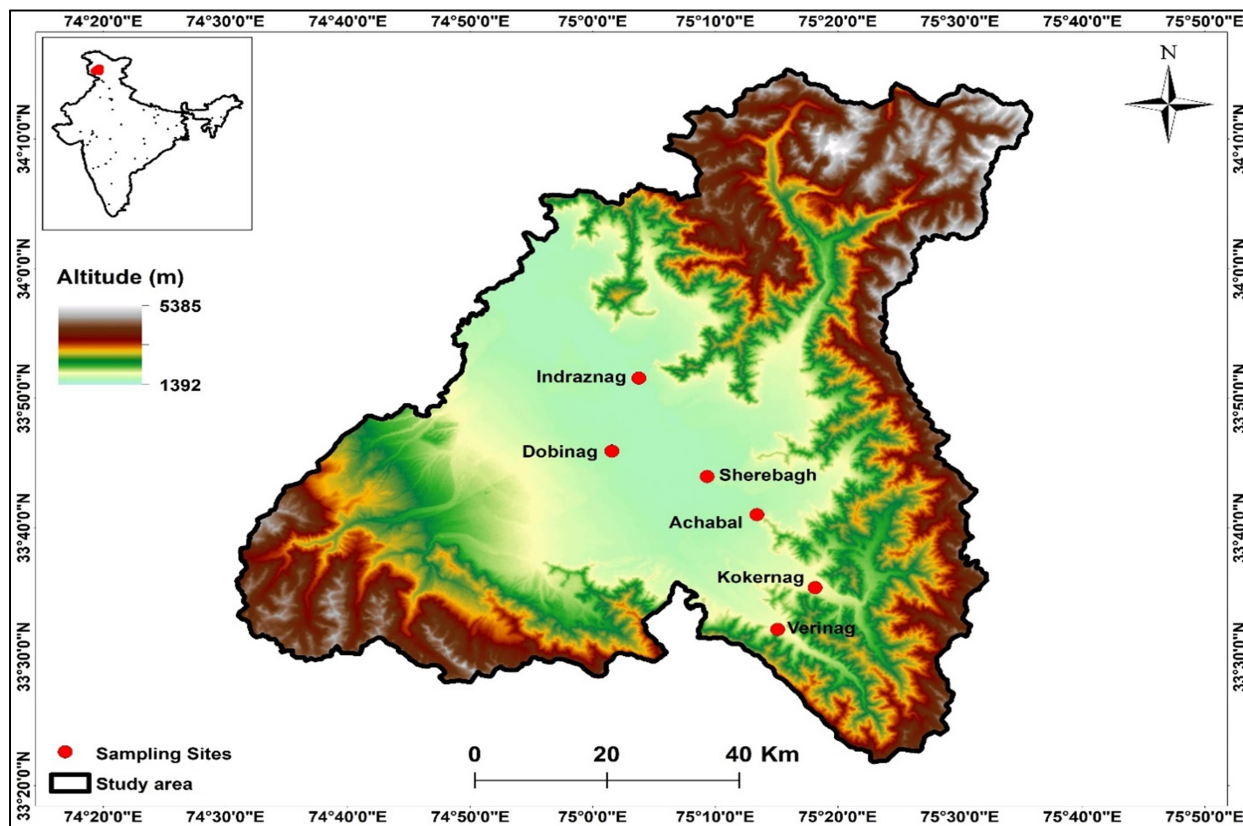 74°20'0"E 74°30'0"E 74°40'0"E 74°50'0"E 75°0'0"E 75°10'0"E 75°20'0"E 75°30'0"E 75°40'0"E 75°50'0"E
N
34°10'0"N 34°10'0"N
34°0'0"N 34°0'0"N
Altitude (m)
5385
1392
Indraznag
33°50'0"N 33°50'0"N
Dobinag
Sherebagh
Achabal
33°40'0"N 33°40'0"N
Kokernag
Verinag
33°30'0"N 33°30'0"N
Sampling Sites
Study area
0 20 40 Km
33°20'0"N 33°20'0"N
74°20'0"E 74°30'0"E 74°40'0"E 74°50'0"E 75°0'0"E 75°10'0"E 75°20'0"E 75°30'0"E 75°40'0"E 75°50'0"E